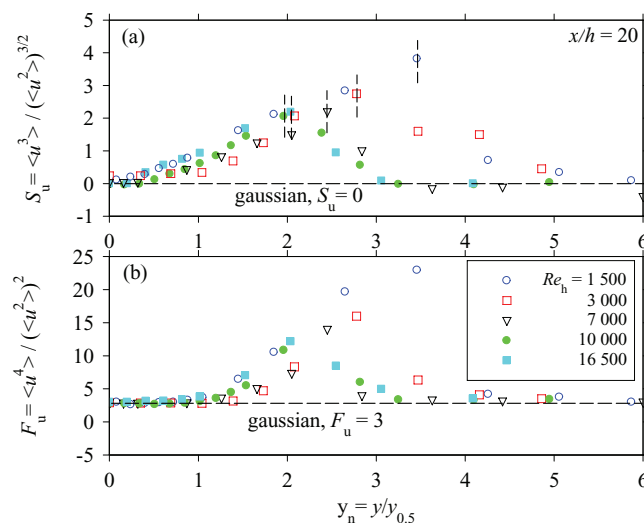 (a)
x/h = 20
S_u = <u^3> / (<u^2>)^{3/2}
5
4
3
2
1
0
-1
gaussian, S_u = 0
0 1 2 3 4 5 6
(b)
F_u = <u^4> / (<u^2>)^2
25
20
15
10
5
0
-5
Re_h = 1 500
3 000
7 000
10 000
16 500
gaussian, F_u = 3
0 1 2 3 4 5 6
y_n = y/y_{0.5}